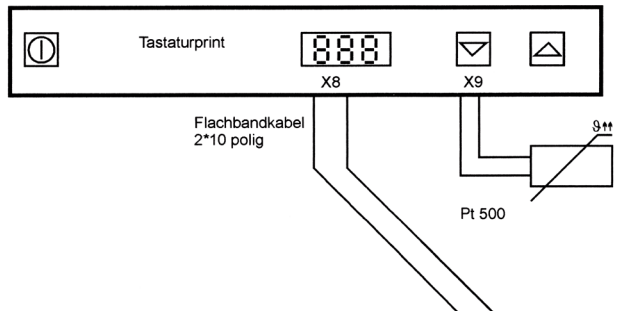 Tastaturprint
888
X8
X9
Flachbandkabel
2*10 polig
ϑ↑↑
Pt 500